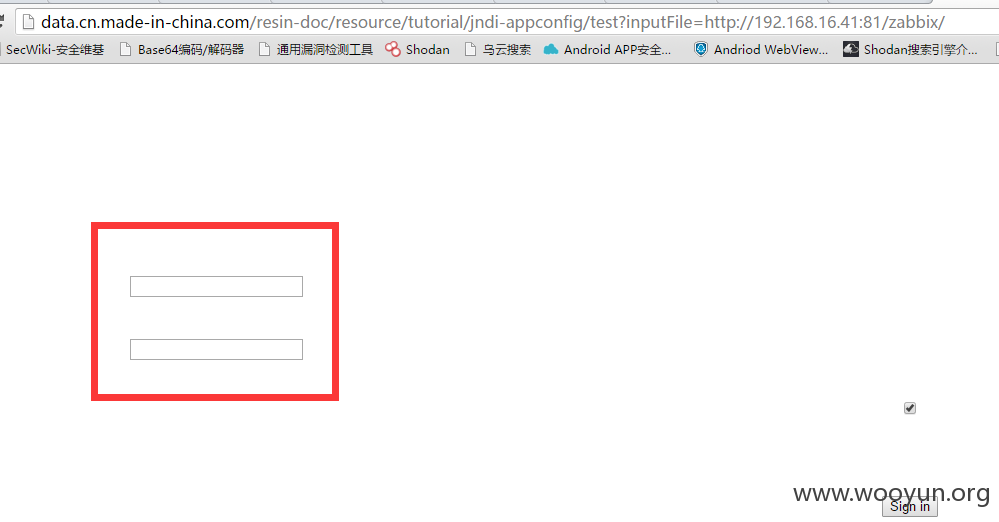 data.cn.made-in-china.com/resin-doc/resource/tutorial/jndi-appconfig/test?inputFile=http://192.168.16.41:81/zabbix/
SecWiki-安全维基 Base64编码/解码器 通用漏洞检测工具 Shodan 乌云搜索 Android APP安全... Andriod WebView... Shodan搜索引擎介...
www.wooyun.org
Sign in